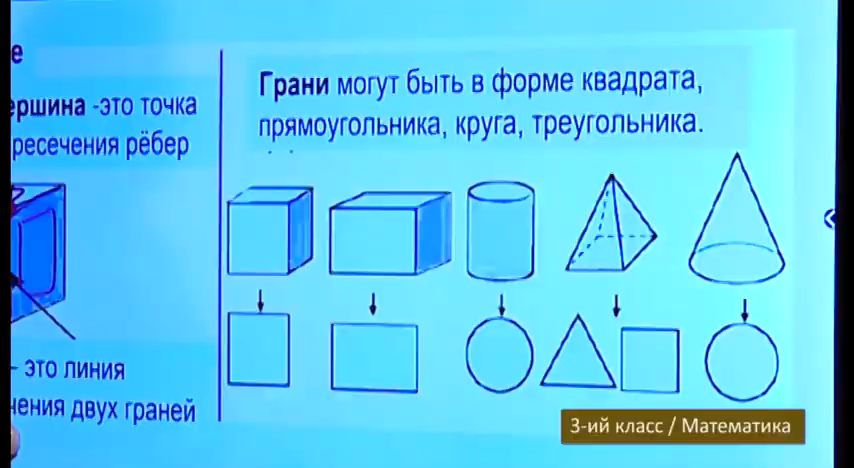 е
ершина -это точка
ресечения рёбер
Грани могут быть в форме квадрата,
прямоугольника, круга, треугольника.
- это линия
чения двух граней
3-ий класс / Математика